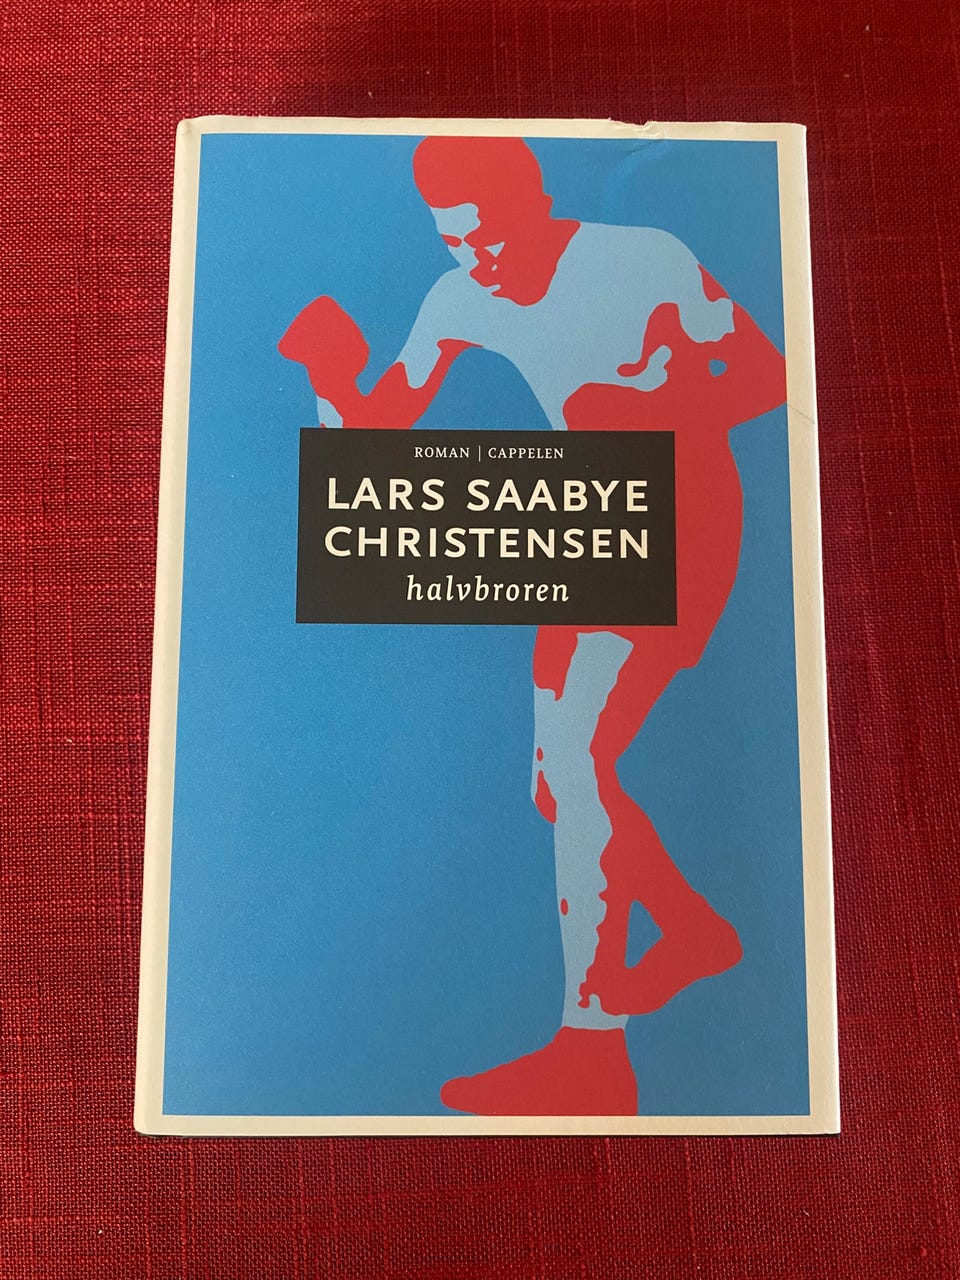 ROMAN | CAPPELEN
LARS SAABYE
CHRISTENSEN
halvbroren